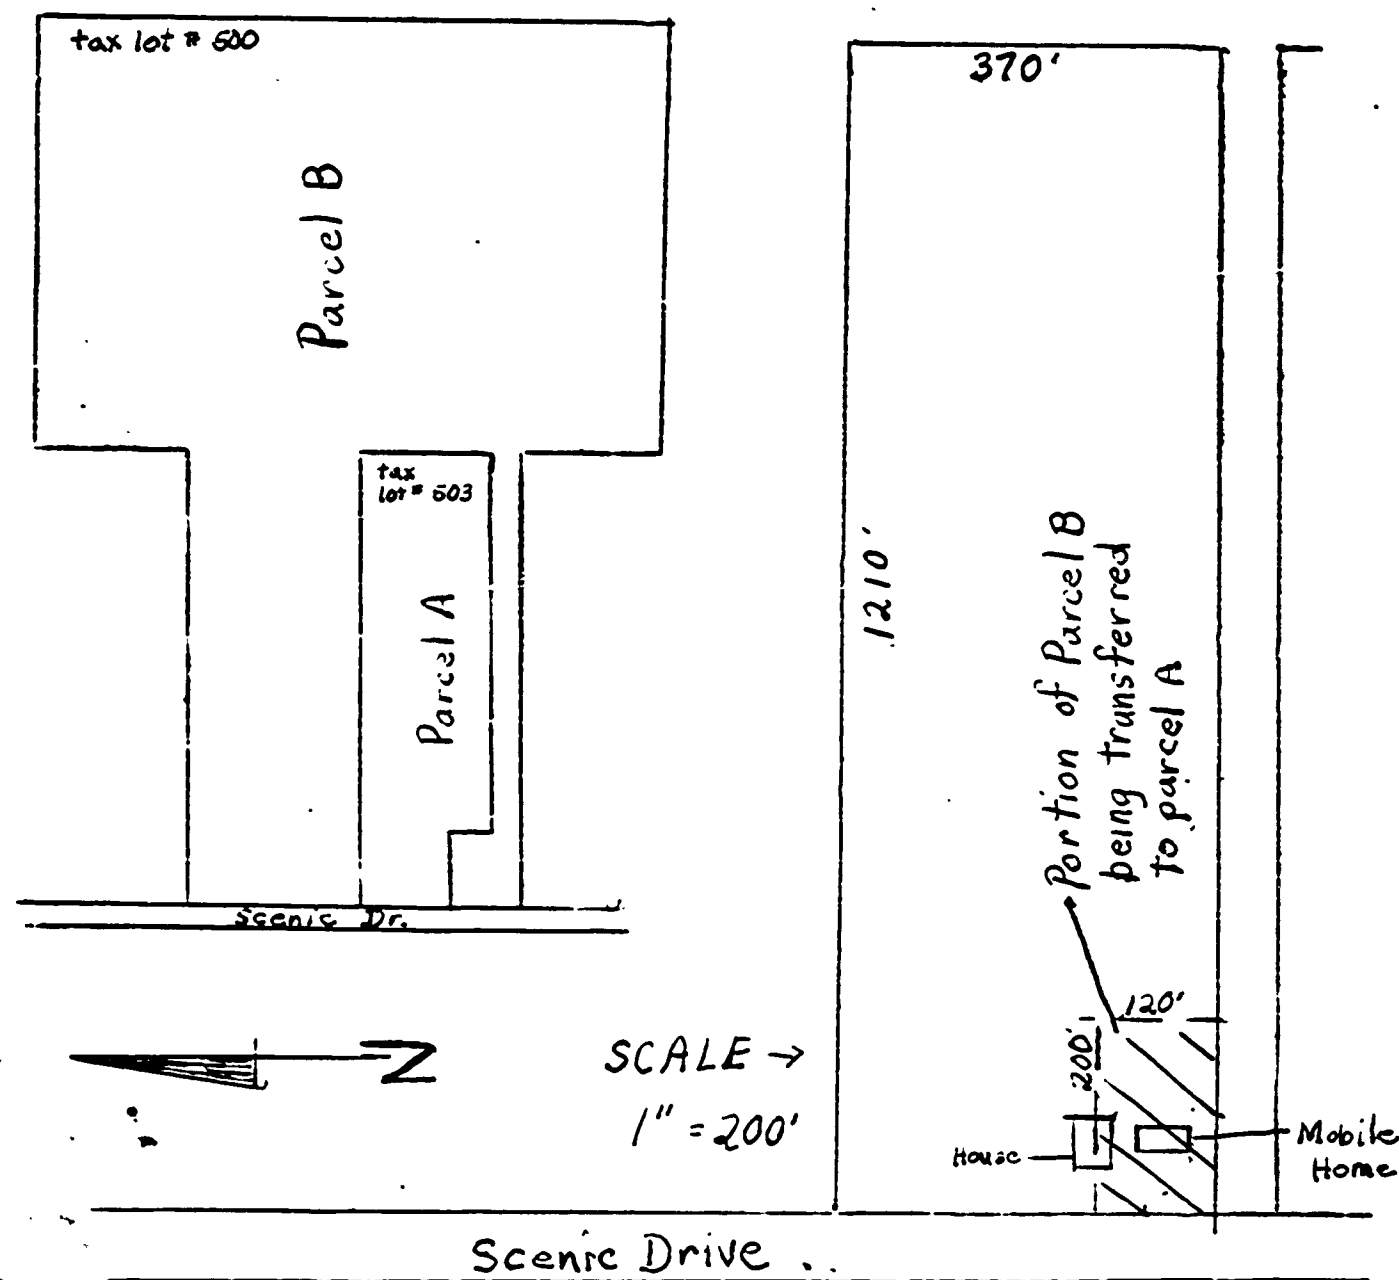 tax lot # 500
Parcel B
tax
lot # 503
Parcel A
Scenic Dr.
N
SCALE →
1" = 200'
370'
1210'
Portion of Parcel B
being transferred
to parcel A
120'
200'
House
Mobile
Home
Scenic Drive